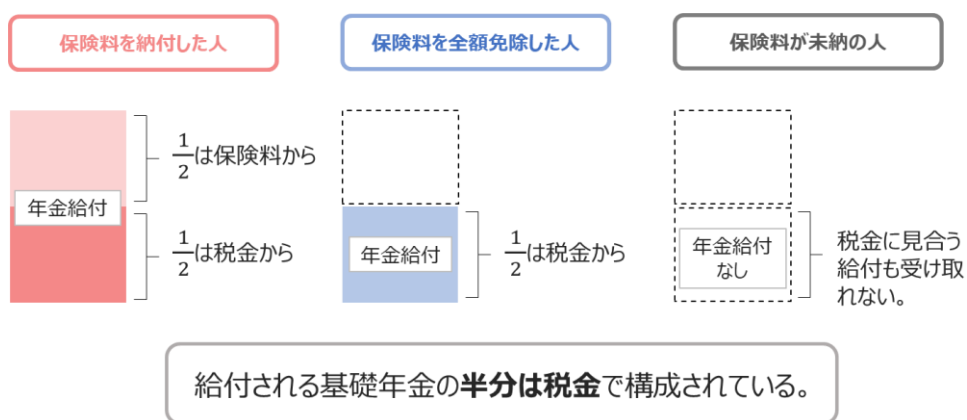 保険料を納付した人
保険料を全額免除した人
保険料が未納の人
1/2は保険料から
年金給付
1/2は税金から
年金給付
1/2は税金から
年金給付
なし
税金に見合う
給付も受け取
れない。
給付される基礎年金の半分は税金で構成されている。